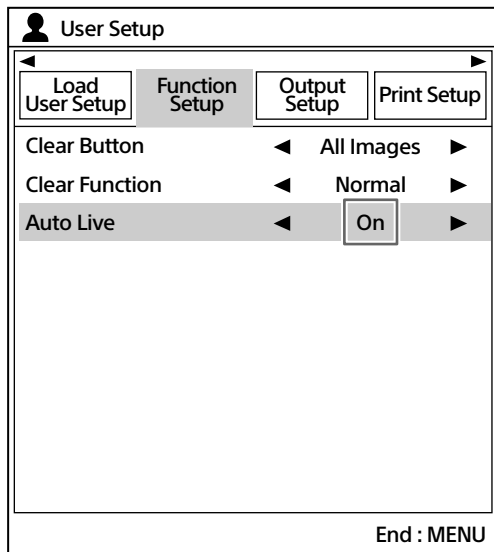 User Setup
Load
User Setup
Function
Setup
Output
Setup
Print Setup
Clear Button ◀ All Images ▶
Clear Function ◀ Normal ▶
Auto Live ◀ On ▶
End : MENU